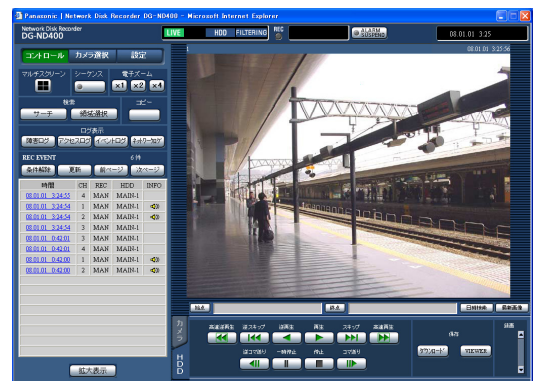 Panasonic | Network Disk Recorder DG-ND400 - Microsoft Internet Explorer
Network Disk Recorder
DG-ND400
LIVE HDD FILTERING REC ALARM SUSPEND 08.01.01 3:25
コントロール カメラ選択 設定
1 08.01.01 3:25:56
マルチスクリーン シーケンス 電子ズーム
×1 ×2 ×4
検索 コピー
サーチ 領域選択
ログ表示
障害ログ アクセスログ イベントログ ネットワークログ
REC EVENT 6件
条件解除 更新 前ページ 次ページ
時間 CH REC HDD INFO
08.01.01 3:24:55 4 MAN MAIN-1
08.01.01 3:24:54 1 MAN MAIN-1
08.01.01 3:24:54 2 MAN MAIN-1
08.01.01 3:24:54 3 MAN MAIN-1
08.01.01 0:42:01 3 MAN MAIN-1
08.01.01 0:42:01 4 MAN MAIN-1
08.01.01 0:42:00 1 MAN MAIN-1
08.01.01 0:42:00 2 MAN MAIN-1
拡大表示
始点 終点 日時検索 最新画像
カメラ
HDD
高速逆再生 逆スキップ 逆再生 再生 スキップ 高速再生
逆コマ送り 一時停止 停止 コマ送り
保存
ダウンロード VIEWER
録画